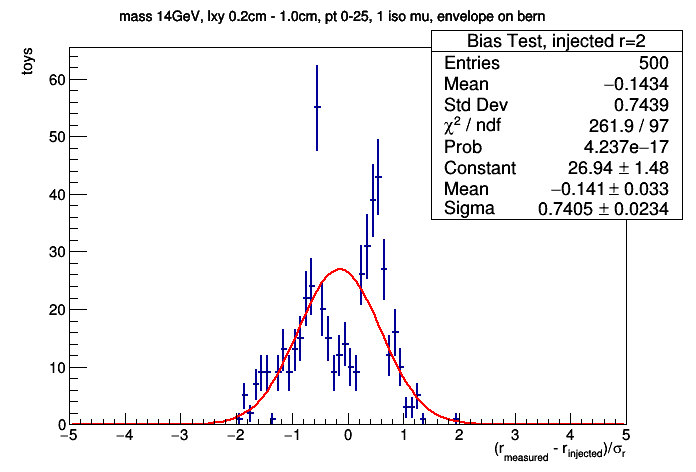 mass 14GeV, lxy 0.2cm - 1.0cm, pt 0-25, 1 iso mu, envelope on bern
Bias Test, injected r=2
Entries 500
Mean −0.1434
Std Dev 0.7439
χ² / ndf 261.9 / 97
Prob 4.237e−17
Constant 26.94 ± 1.48
Mean −0.141 ± 0.033
Sigma 0.7405 ± 0.0234
toys
60
50
40
30
20
10
0
−5 −4 −3 −2 −1 0 1 2 3 4 5
(r_measured - r_injected)/σ_r